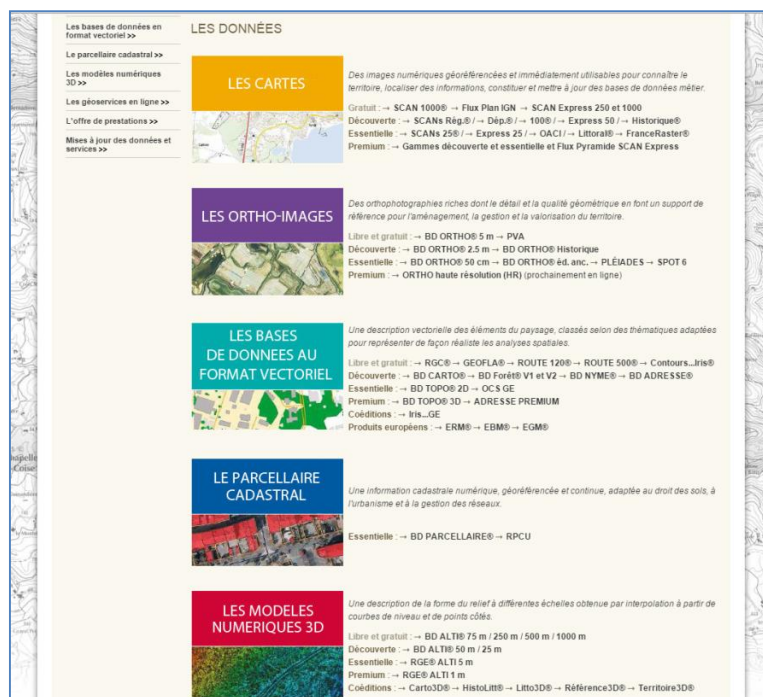 Les bases de données en
format vectoriel >>
Le parcellaire cadastral >>
Les modèles numériques
3D >>
Les géoservices en ligne >>
L'offre de prestations >>
Mises à jour des données et
services >>
LES DONNÉES
LES CARTES
Des images numériques géoréférencées et immédiatement utilisables pour connaître le
territoire, localiser des informations, constituer et mettre à jour des bases de données métier.
Gratuit : → SCAN 1000® → Flux Plan IGN → SCAN Express 250 et 1000
Découverte : → SCANs Règ.® / → Dép.® / → 100® / → Express 50 / → Historique®
Essentielle : → SCANs 25® / → Express 25 / → OACI / → Littoral® → FranceRaster®
Premium : → Gammes découverte et essentielle et Flux Pyramide SCAN Express
LES ORTHO-IMAGES
Des orthophotographies riches dont le détail et la qualité géométrique en font un support de
référence pour l'aménagement, la gestion et la valorisation du territoire.
Libre et gratuit : → BD ORTHO® 5 m → PVA
Découverte : → BD ORTHO® 2.5 m → BD ORTHO® Historique
Essentielle : → BD ORTHO® 50 cm → BD ORTHO® éd. anc. → PLÉIADES → SPOT 6
Premium : → ORTHO haute résolution (HR) (prochainement en ligne)
LES BASES
DE DONNEES AU
FORMAT VECTORIEL
Une description vectorielle des éléments du paysage, classés selon des thématiques adaptées
pour représenter de façon réaliste les analyses spatiales.
Libre et gratuit : → RGC® → GEOFLA® → ROUTE 120® → ROUTE 500® → Contours...Iris®
Découverte : → BD CARTO® → BD Forêt® V1 et V2 → BD NYME® → BD ADRESSE®
Essentielle : → BD TOPO® 2D → OCS GE
Premium : → BD TOPO® 3D → ADRESSE PREMIUM
Coéditions : → Iris...GE
Produits européens : → ERM® → EBM® → EGM®
LE PARCELLAIRE
CADASTRAL
Une information cadastrale numérique, géoréférencée et continue, adaptée au droit des sols, à
l'urbanisme et à la gestion des réseaux.
Essentielle : → BD PARCELLAIRE® → RPCU
LES MODELES
NUMERIQUES 3D
Une description de la forme du relief à différentes échelles obtenue par interpolation à partir de
courbes de niveau et de points côtés.
Libre et gratuit : → BD ALTI® 75 m / 250 m / 500 m / 1000 m
Découverte : → BD ALTI® 50 m / 25 m
Essentielle : → RGE® ALTI 5 m
Premium : → RGE® ALTI 1 m
Coéditions : → Carto3D® → HistoLitt® → Litto3D® → Référence3D® → Territoire3D®